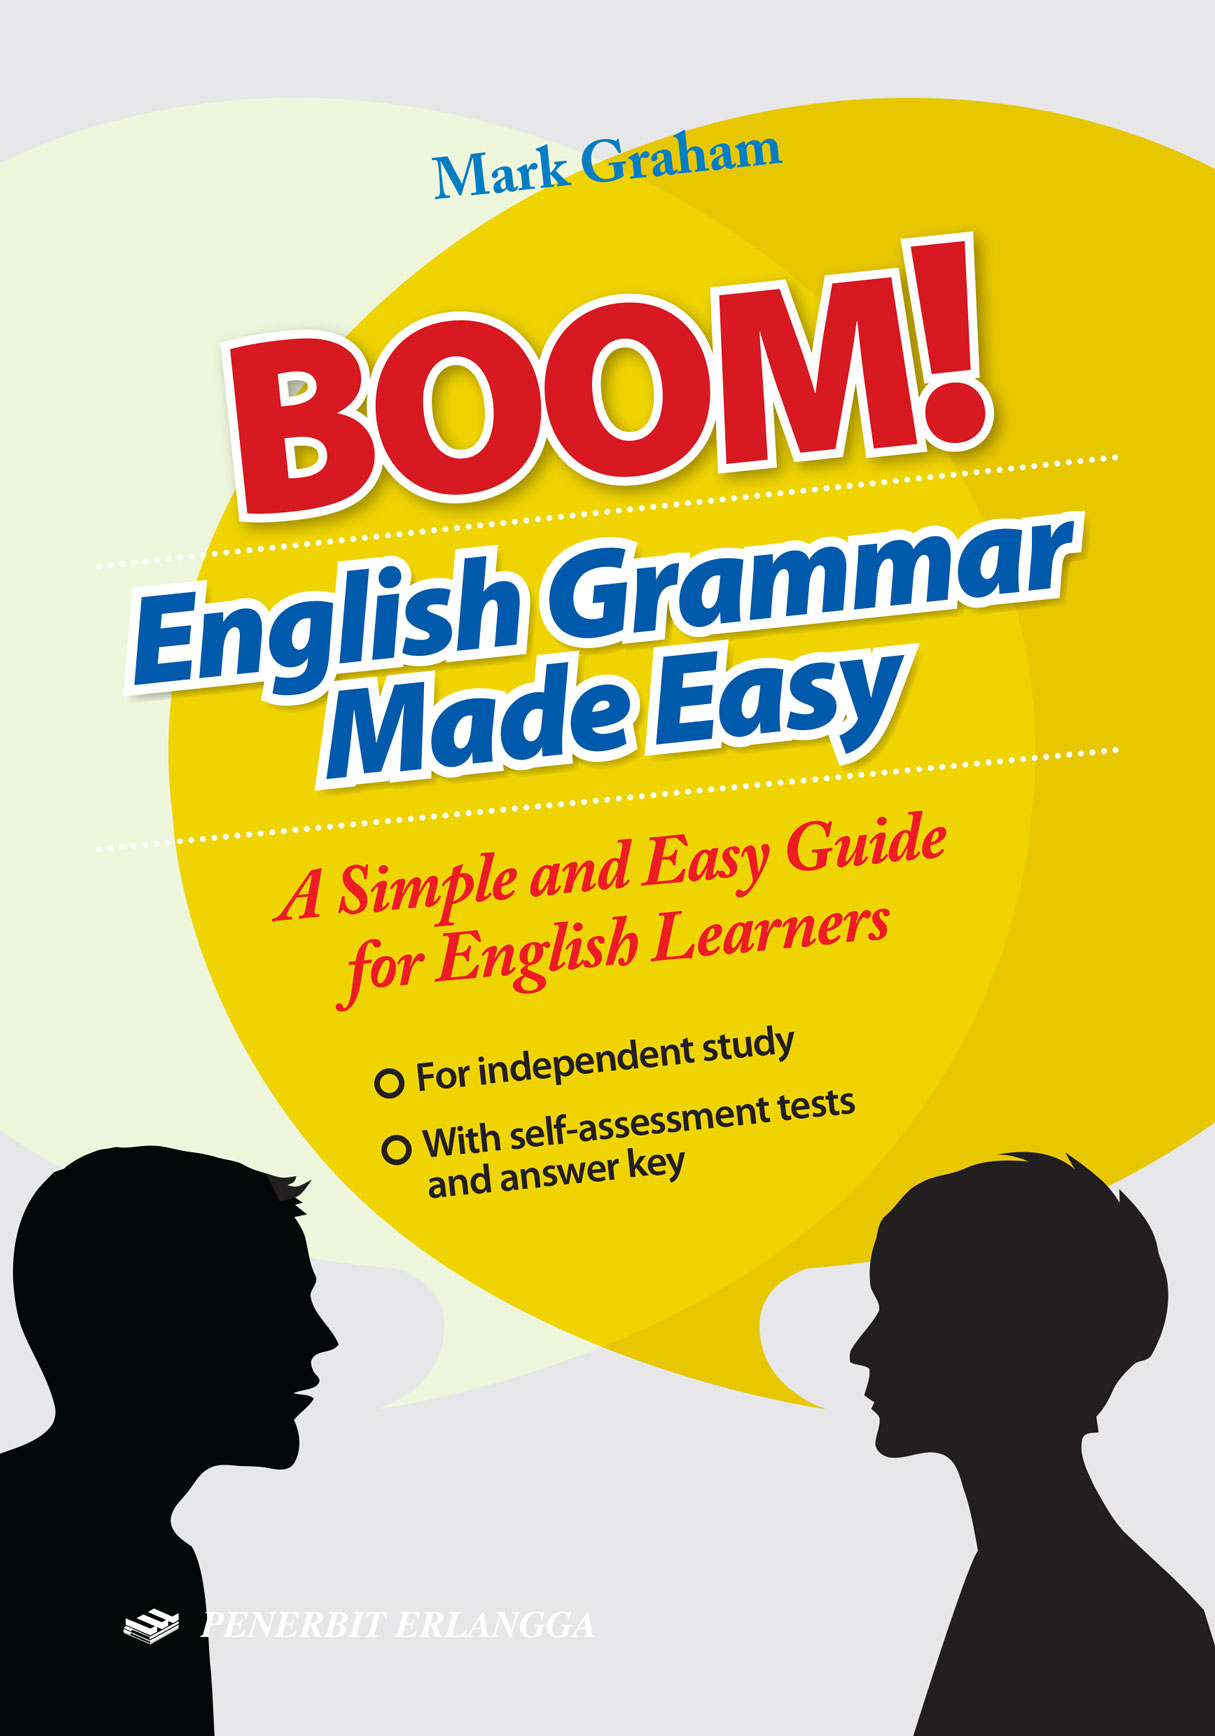 Mark Graham
BOOM!
English Grammar
Made Easy
A Simple and Easy Guide
for English Learners
For independent study
With self-assessment tests
and answer key
PENERBIT ERLANGGA